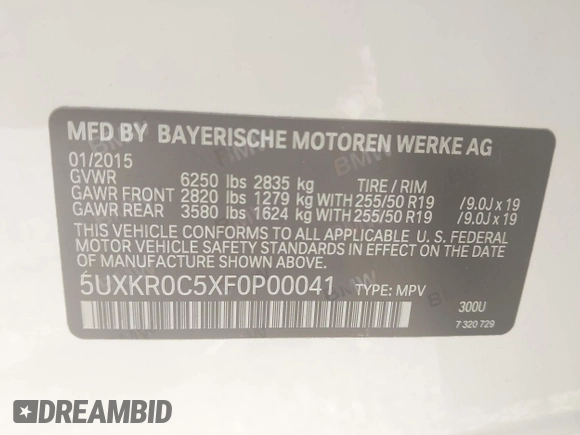 MFD BY BAYERISCHE MOTOREN WERKE AG
01/2015
GVWR 6250 lbs 2835 kg TIRE / RIM
GAWR FRONT 2820 lbs 1279 kg WITH 255/50 R19 /9.0J x 19
GAWR REAR 3580 lbs 1624 kg WITH 255/50 R19 /9.0J x 19
THIS VEHICLE CONFORMS TO ALL APPLICABLE U. S. FEDERAL
MOTOR VEHICLE SAFETY STANDARDS IN EFFECT ON THE DATE
OF MANUFACTURE SHOWN ABOVE.
5UXKR0C5XF0P00041 TYPE: MPV
300U
7 320 729
DREAMBID